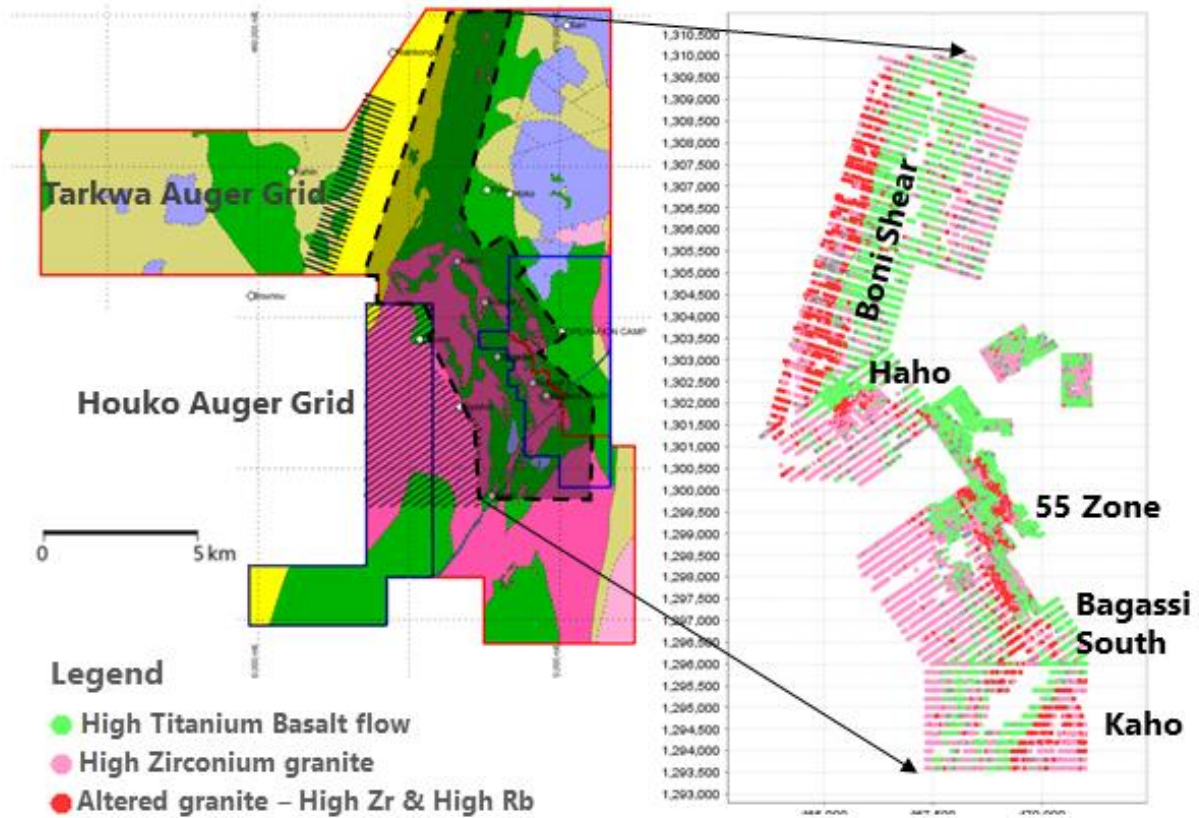 Tarkwa Auger Grid
Houko Auger Grid
OPERATION CAMP
0
5 km
Legend
High Titanium Basalt flow
High Zirconium granite
Altered granite – High Zr & High Rb
1,310,500
1,310,000
1,309,500
1,309,000
1,308,500
1,308,000
1,307,500
1,307,000
1,306,500
1,306,000
1,305,500
1,305,000
1,304,500
1,304,000
1,303,500
1,303,000
1,302,500
1,302,000
1,301,500
1,301,000
1,300,500
1,300,000
1,299,500
1,299,000
1,298,500
1,298,000
1,297,500
1,297,000
1,296,500
1,296,000
1,295,500
1,295,000
1,294,500
1,294,000
1,293,500
1,293,000
Boni Shear
Haho
55 Zone
Bagassi
South
Kaho